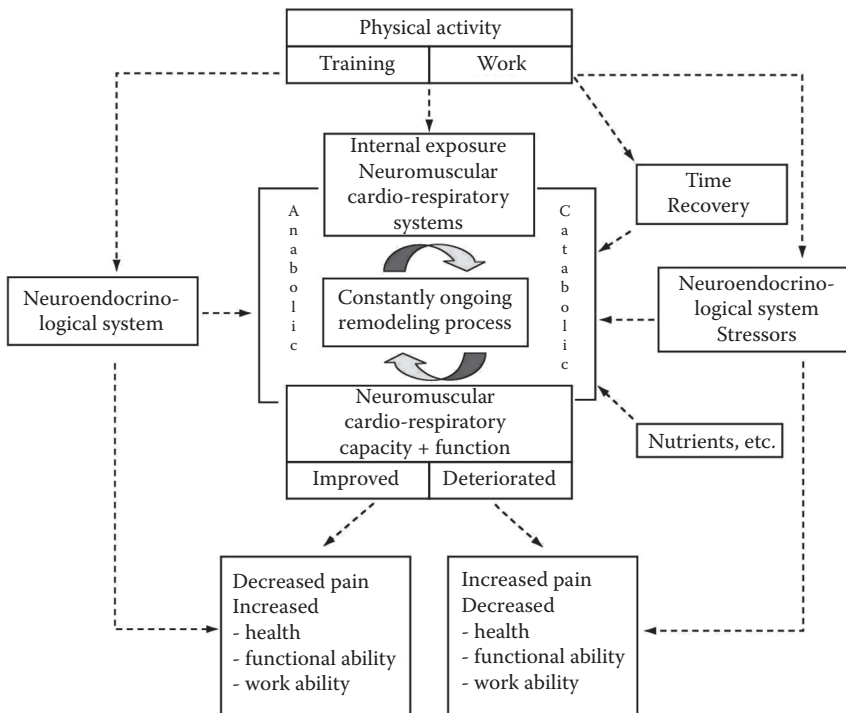 Physical activity
Training
Work
Internal exposure
Neuromuscular
cardio-respiratory
systems
Time
Recovery
Anabolic
Catabolic
Neuroendocrino-
logical system
Constantly ongoing
remodeling process
Neuroendocrino-
logical system
Stressors
Neuromuscular
cardio-respiratory
capacity + function
Improved
Deteriorated
Nutrients, etc.
Decreased pain
Increased
- health
- functional ability
- work ability
Increased pain
Decreased
- health
- functional ability
- work ability